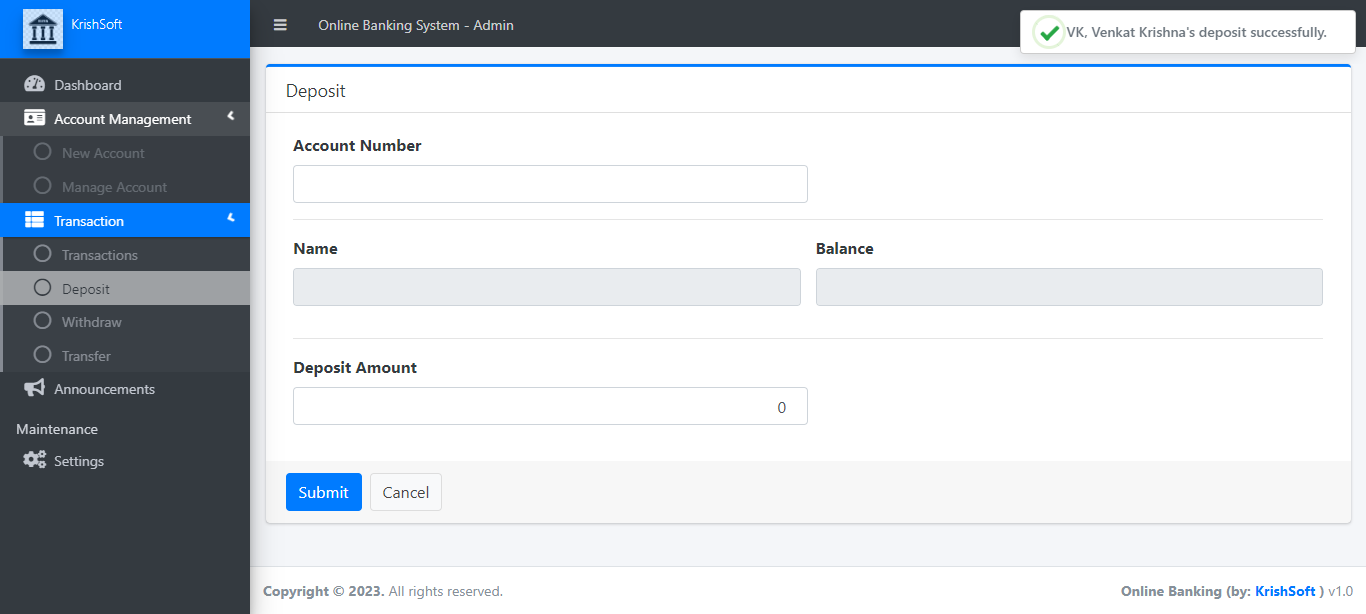 KrishSoft
Online Banking System - Admin
VK, Venkat Krishna's deposit successfully.
Dashboard
Account Management
New Account
Manage Account
Transaction
Transactions
Deposit
Withdraw
Transfer
Announcements
Maintenance
Settings
Deposit
Account Number
Name
Balance
Deposit Amount
0
Submit
Cancel
Copyright © 2023. All rights reserved.
Online Banking (by: KrishSoft ) v1.0